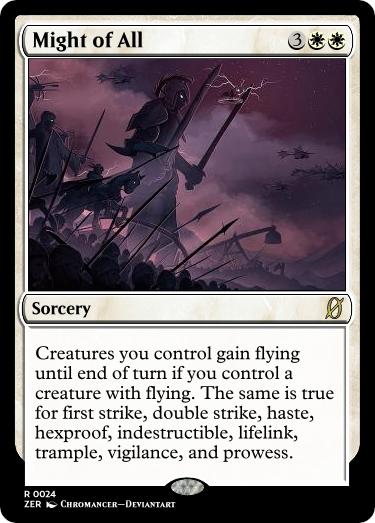 Might of All 3
Sorcery
Creatures you control gain flying
until end of turn if you control a
creature with flying. The same is true
for first strike, double strike, haste,
hexproof, indestructible, lifelink,
trample, vigilance, and prowess.
R 0024
ZER Chromancer—Deviantart